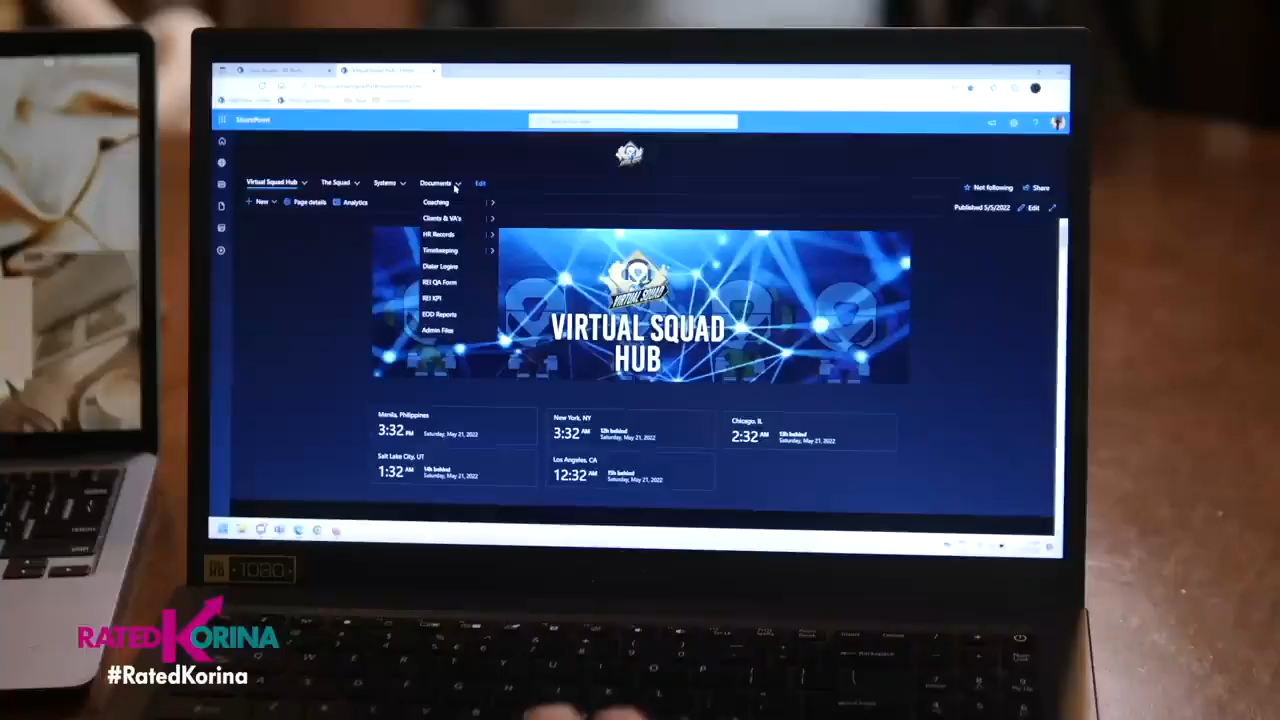 SharePoint
Virtual Squad Hub
The Squad
Systems
Documents
Edit
Not following
Share
New
Page details
Analytics
Published 5/5/2022
Edit
Coaching
Clients & VA's
HR Records
Timekeeping
Dialer Logins
REI QA Form
REI KPI
EOD Reports
Admin Files
VIRTUAL SQUAD
VIRTUAL SQUAD
HUB
Manila, Philippines
3:32 PM
Saturday, May 21, 2022
New York, NY
3:32 AM
12h behind
Saturday, May 21, 2022
Chicago, IL
2:32 AM
13h behind
Saturday, May 21, 2022
Salt Lake City, UT
1:32 AM
14h behind
Saturday, May 21, 2022
Los Angeles, CA
12:32 AM
15h behind
Saturday, May 21, 2022
1080
RATEDKORINA
#RatedKorina